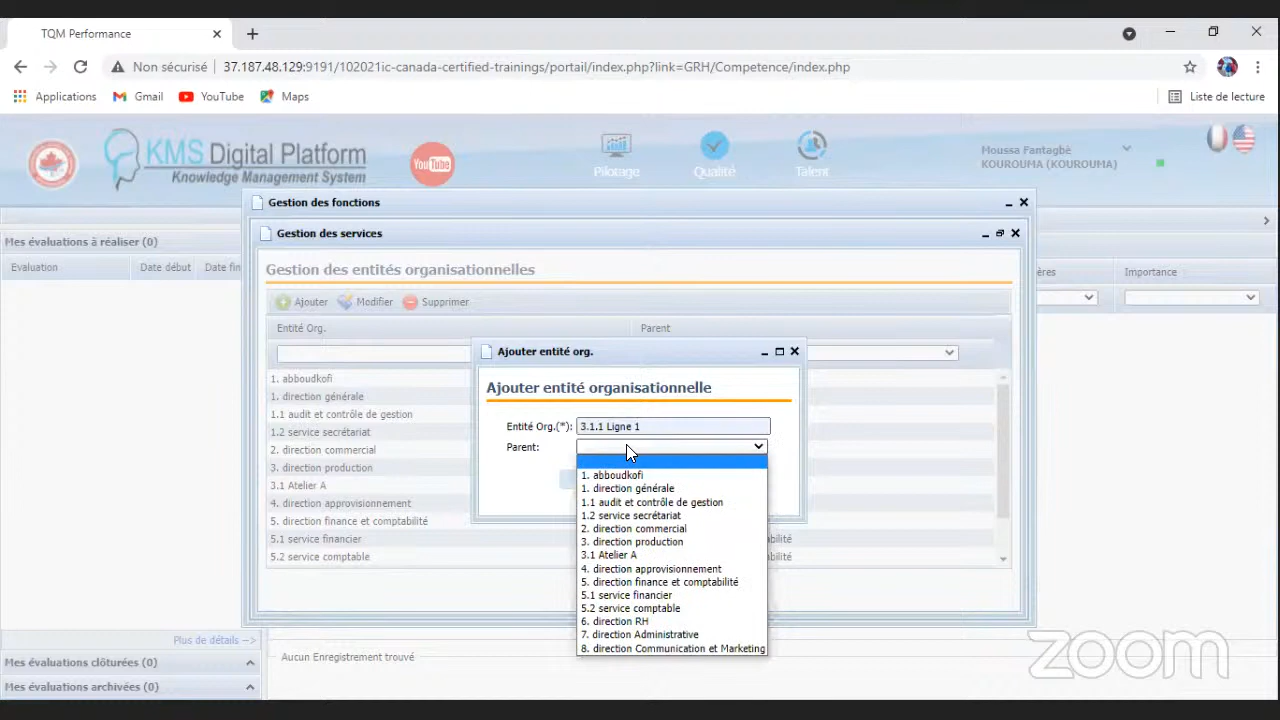 TQM Performance
Non sécurisé 37.187.48.129:9191/102021ic-canada-certified-trainings/portail/index.php?link=GRH/Competence/index.php
Applications Gmail YouTube Maps Liste de lecture
KMS Digital Platform
Knowledge Management System
YouTube
Pilotage Qualité Talent
Moussa Fantagbè
KOUROUMA (KOUROUMA)
Gestion des fonctions
Gestion des services
Mes évaluations à réaliser (0)
Evaluation Date début Date fin
ères Importance
Gestion des entités organisationnelles
Ajouter Modifier Supprimer
Entité Org. Parent
1. abboudkofi
1. direction générale
1.1 audit et contrôle de gestion
1.2 service secrétariat
2. direction commercial
3. direction production
3.1 Atelier A
4. direction approvisionnement
5. direction finance et comptabilité
5.1 service financier
5.2 service comptable
bilité
bilité
Ajouter entité org.
Ajouter entité organisationnelle
Entité Org.(*): 3.1.1 Ligne 1
Parent:
1. abboudkofi
1. direction générale
1.1 audit et contrôle de gestion
1.2 service secrétariat
2. direction commercial
3. direction production
3.1 Atelier A
4. direction approvisionnement
5. direction finance et comptabilité
5.1 service financier
5.2 service comptable
6. direction RH
7. direction Administrative
8. direction Communication et Marketing
Plus de détails -->
Mes évaluations clôturées (0)
Mes évaluations archivées (0)
Aucun Enregistrement trouvé
zoom